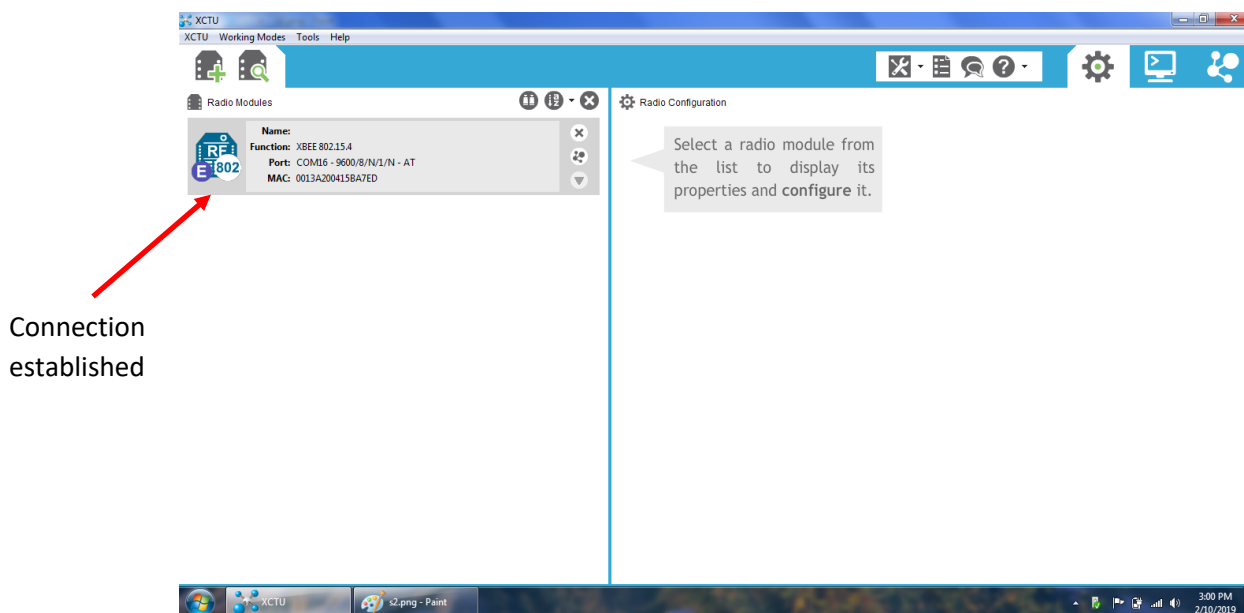 XCTU
XCTU Working Modes Tools Help
Radio Modules
Radio Configuration
Name:
Function: XBEE 802.15.4
Port: COM16 - 9600/8/N/1/N - AT
MAC: 0013A200415BA7ED
RF
802
E
Select a radio module from
the list to display its
properties and configure it.
Connection
established
XCTU
s2.png - Paint
3:00 PM
2/10/2019